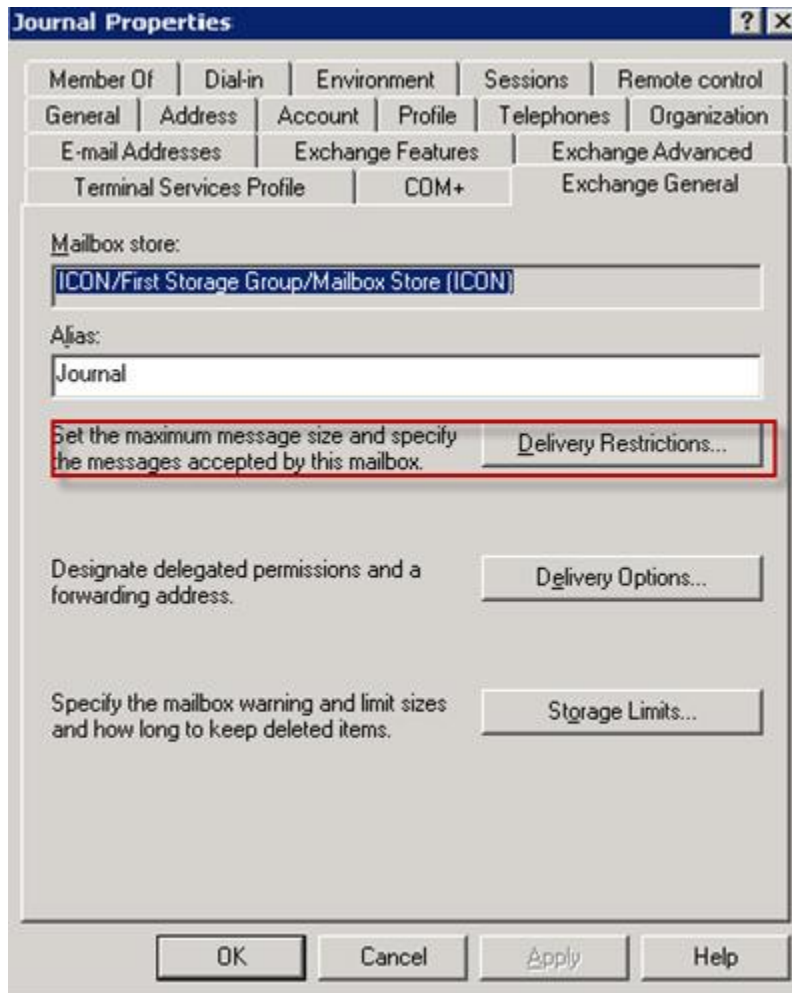 Journal Properties
? X
Member Of Dial-in Environment Sessions Remote control
General Address Account Profile Telephones Organization
E-mail Addresses Exchange Features Exchange Advanced
Terminal Services Profile COM+ Exchange General
Mailbox store:
ICON/First Storage Group/Mailbox Store (ICON)
Alias:
Journal
Set the maximum message size and specify
the messages accepted by this mailbox.
Delivery Restrictions...
Designate delegated permissions and a
forwarding address.
Delivery Options...
Specify the mailbox warning and limit sizes
and how long to keep deleted items.
Storage Limits...
OK Cancel Apply Help